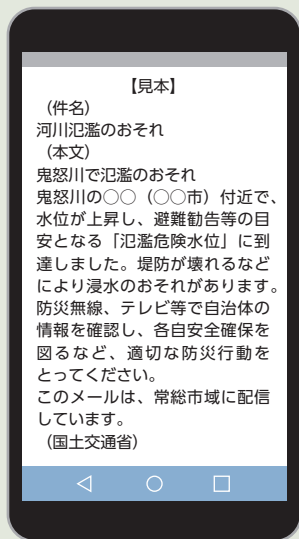 【見本】
（件名）
河川氾濫のおそれ
（本文）
鬼怒川で氾濫のおそれ
鬼怒川の○○（○○市）付近で、
水位が上昇し、避難勧告等の目
安となる「氾濫危険水位」に到
達しました。堤防が壊れるなど
により浸水のおそれがあります。
防災無線、テレビ等で自治体の
情報を確認し、各自安全確保を
図るなど、適切な防災行動を
とってください。
このメールは、常総市域に配信
しています。
（国土交通省）